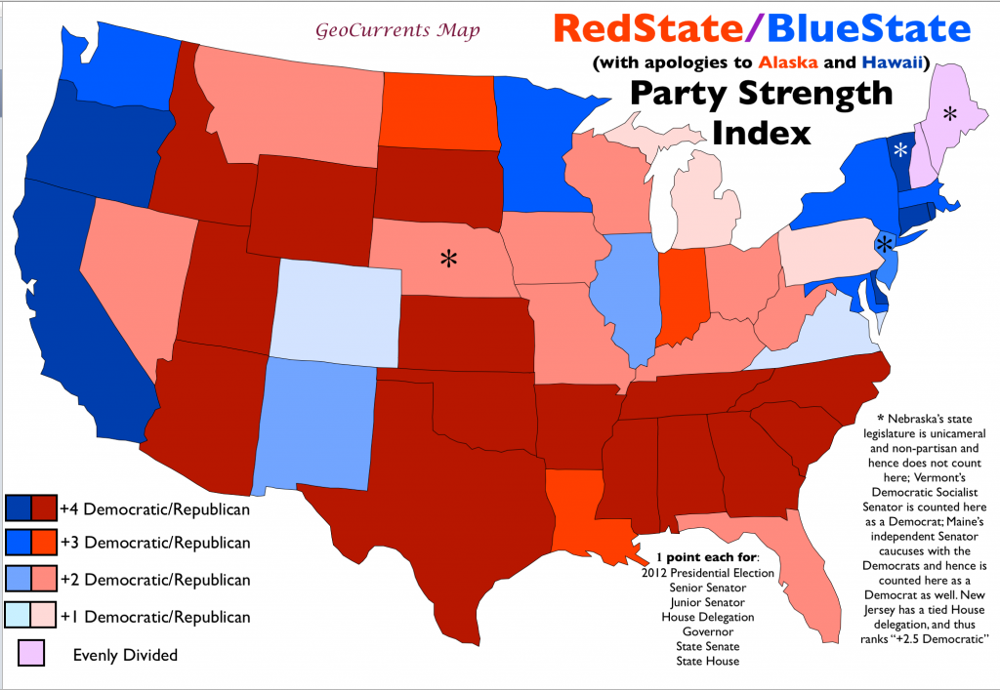 GeoCurrents Map
RedState/BlueState
(with apologies to Alaska and Hawaii)
Party Strength
Index
*
*
*
*
+4 Democratic/Republican
+3 Democratic/Republican
+2 Democratic/Republican
+1 Democratic/Republican
Evenly Divided
1 point each for:
2012 Presidential Election
Senior Senator
Junior Senator
House Delegation
Governor
State Senate
State House
* Nebraska's state
legislature is unicameral
and non-partisan and
hence does not count
here; Vermont's
Democratic Socialist
Senator is counted here
as a Democrat; Maine's
independent Senator
caucuses with the
Democrats and hence is
counted here as a
Democrat as well. New
Jersey has a tied House
delegation, and thus
ranks "+2.5 Democratic"